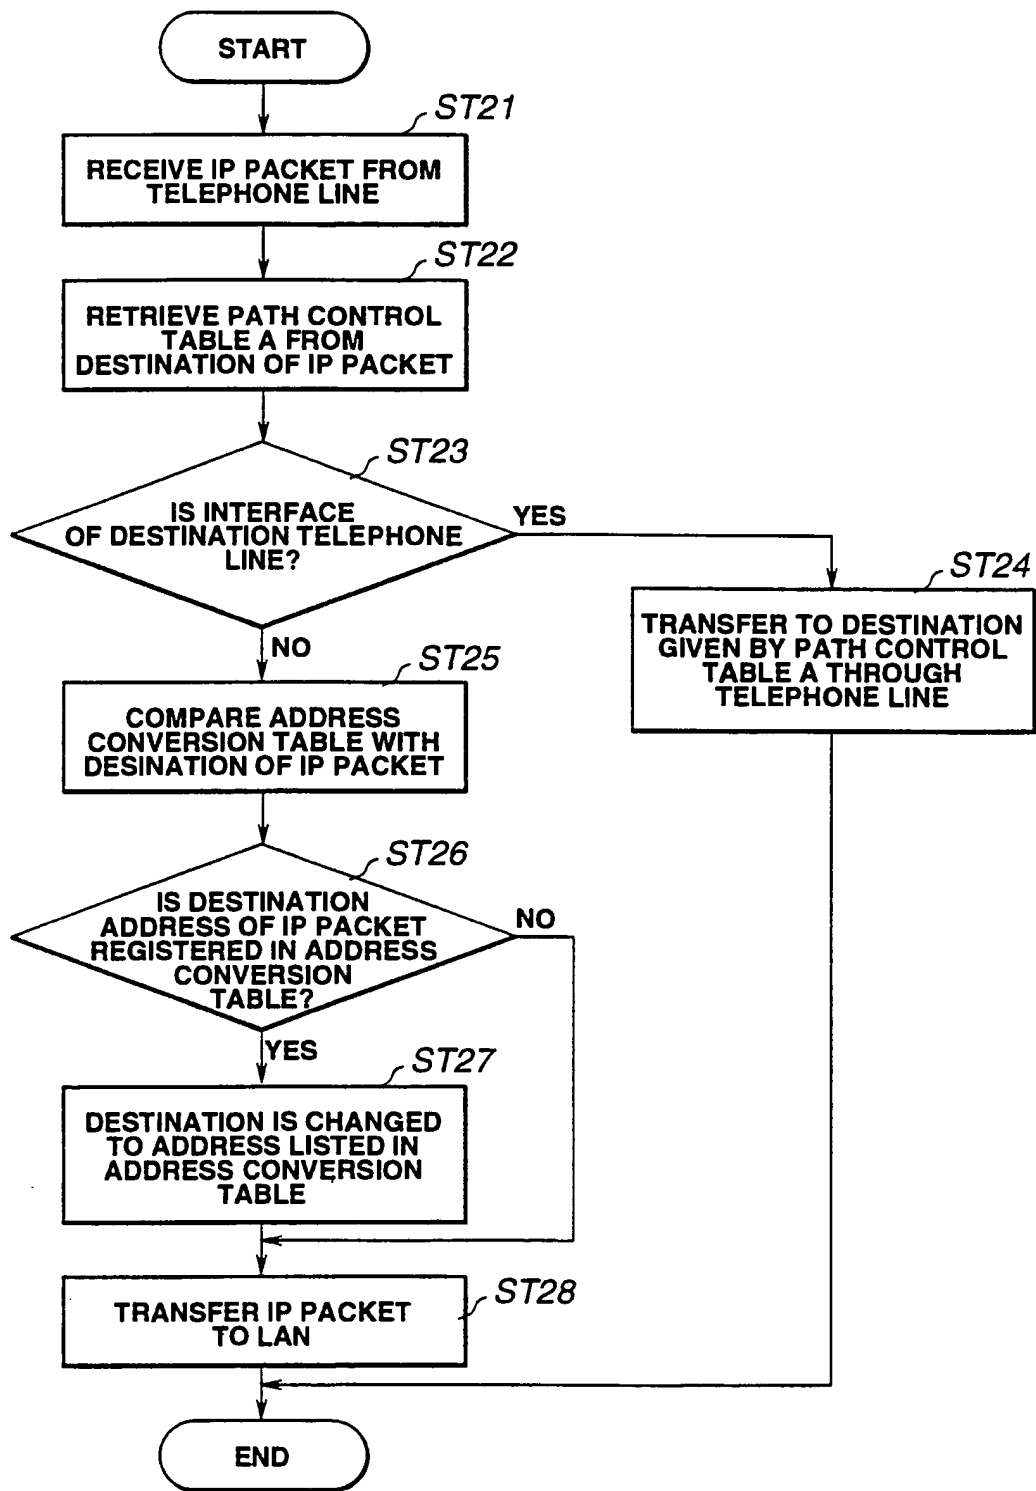 START
ST21
RECEIVE IP PACKET FROM
TELEPHONE LINE
ST22
RETRIEVE PATH CONTROL
TABLE A FROM
DESTINATION OF IP PACKET
ST23
IS INTERFACE
OF DESTINATION TELEPHONE
LINE?
YES
NO
ST24
TRANSFER TO DESTINATION
GIVEN BY PATH CONTROL
TABLE A THROUGH
TELEPHONE LINE
ST25
COMPARE ADDRESS
CONVERSION TABLE WITH
DESINATION OF IP PACKET
ST26
IS DESTINATION
ADDRESS OF IP PACKET
REGISTERED IN ADDRESS
CONVERSION
TABLE?
NO
YES
ST27
DESTINATION IS CHANGED
TO ADDRESS LISTED IN
ADDRESS CONVERSION
TABLE
ST28
TRANSFER IP PACKET
TO LAN
END